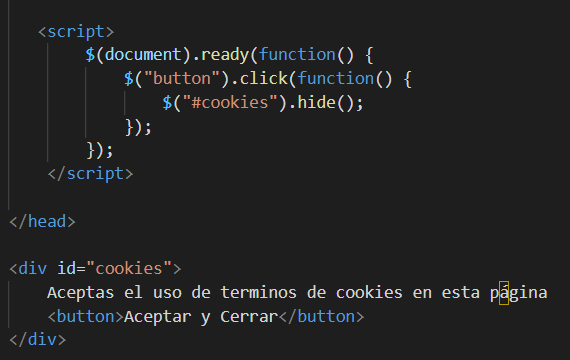 <script>
$(document).ready(function() {
$("button").click(function() {
$("#cookies").hide();
});
});
</script>
</head>
<div id="cookies">
Aceptas el uso de terminos de cookies en esta página
<button>Aceptar y Cerrar</button>
</div>